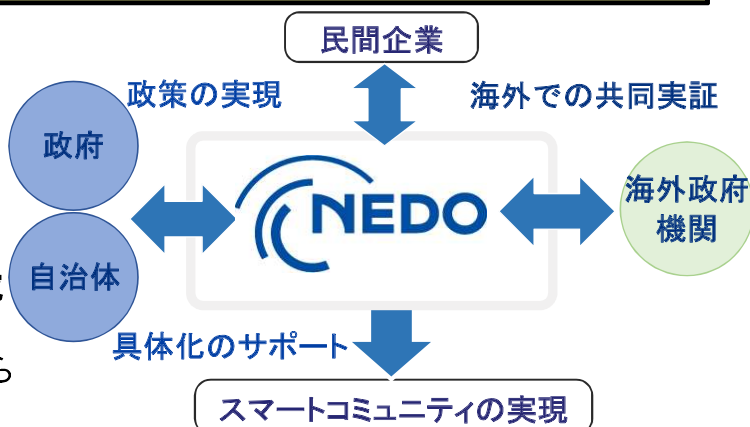 民間企業
政策の実現
海外での共同実証
政府
NEDO
海外政府
機関
自治体
具体化のサポート
ら
スマートコミュニティの実現